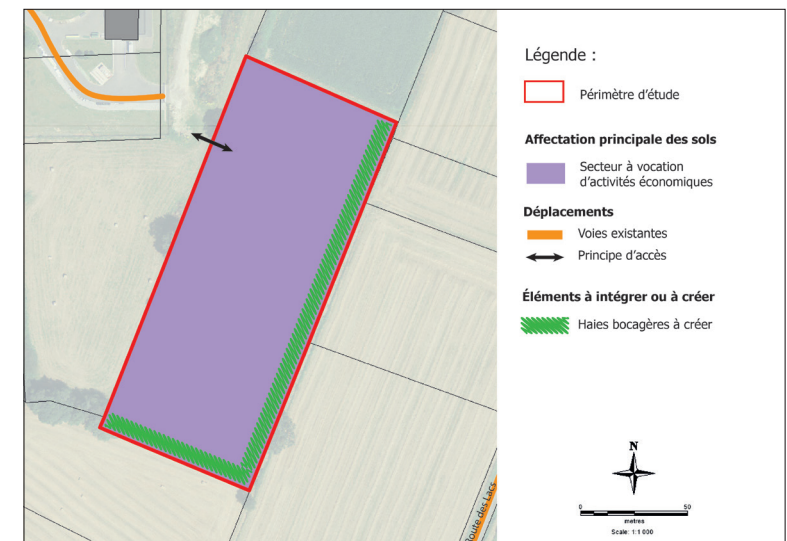 Légende :
Périmètre d'étude
Affectation principale des sols
Secteur à vocation
d'activités économiques
Déplacements
Voies existantes
Principe d'accès
Éléments à intégrer ou à créer
Haies bocagères à créer
N
0 50
metres
Scale: 1:1 000
Route des Lacs